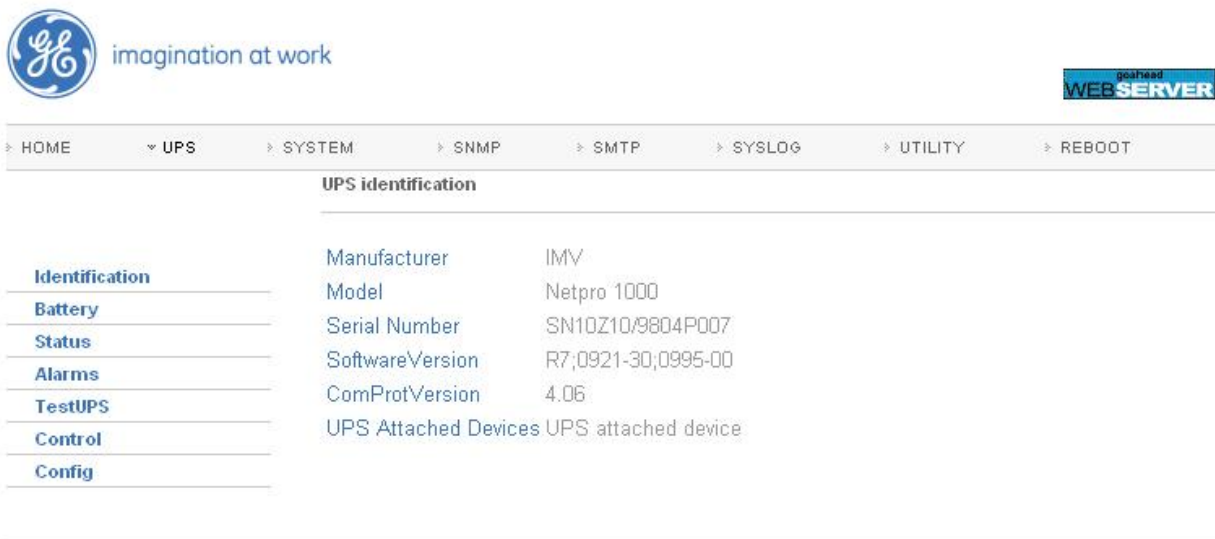 GE imagination at work
goahead
WEBSERVER
HOME UPS SYSTEM SNMP SMTP SYSLOG UTILITY REBOOT
UPS identification
Identification
Battery
Status
Alarms
TestUPS
Control
Config
Manufacturer IMV
Model Netpro 1000
Serial Number SN10Z10/9804P007
SoftwareVersion R7;0921-30;0995-00
ComProtVersion 4.06
UPS Attached Devices UPS attached device